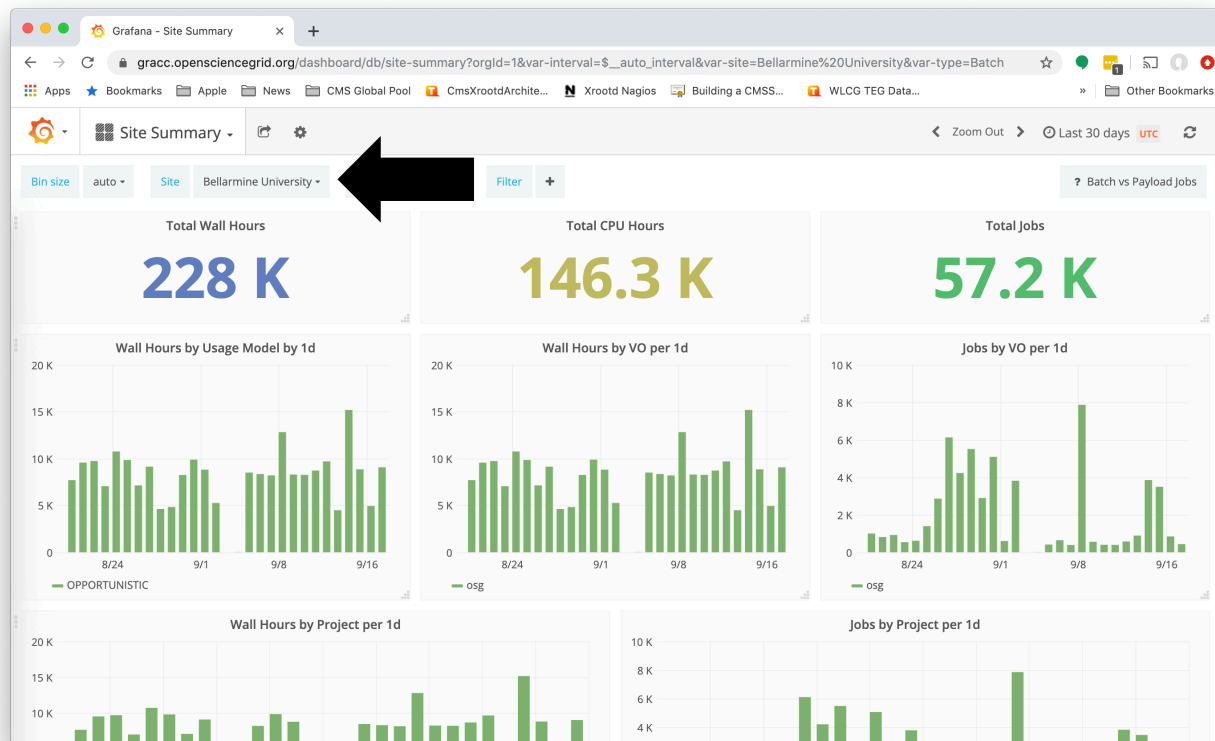 Grafana - Site Summary
gracc.opensciencegrid.org/dashboard/db/site-summary?orgId=1&var-interval=$__auto_interval&var-site=Bellarmine%20University&var-type=Batch
1
Apps Bookmarks Apple News CMS Global Pool CmsXrootdArchite... Xrootd Nagios Building a CMSS... WLCG TEG Data... » Other Bookmarks
Site Summary Zoom Out Last 30 days UTC
Bin size auto Site Bellarmine University Filter + ? Batch vs Payload Jobs
Total Wall Hours Total CPU Hours Total Jobs
228 K 146.3 K 57.2 K
Wall Hours by Usage Model by 1d
20 K
15 K
10 K
5 K
0
8/24 9/1 9/8 9/16
OPPORTUNISTIC
Wall Hours by VO per 1d
20 K
15 K
10 K
5 K
0
8/24 9/1 9/8 9/16
osg
Jobs by VO per 1d
10 K
8 K
6 K
4 K
2 K
0
8/24 9/1 9/8 9/16
osg
Wall Hours by Project per 1d
20 K
15 K
10 K
Jobs by Project per 1d
10 K
8 K
6 K
4 K